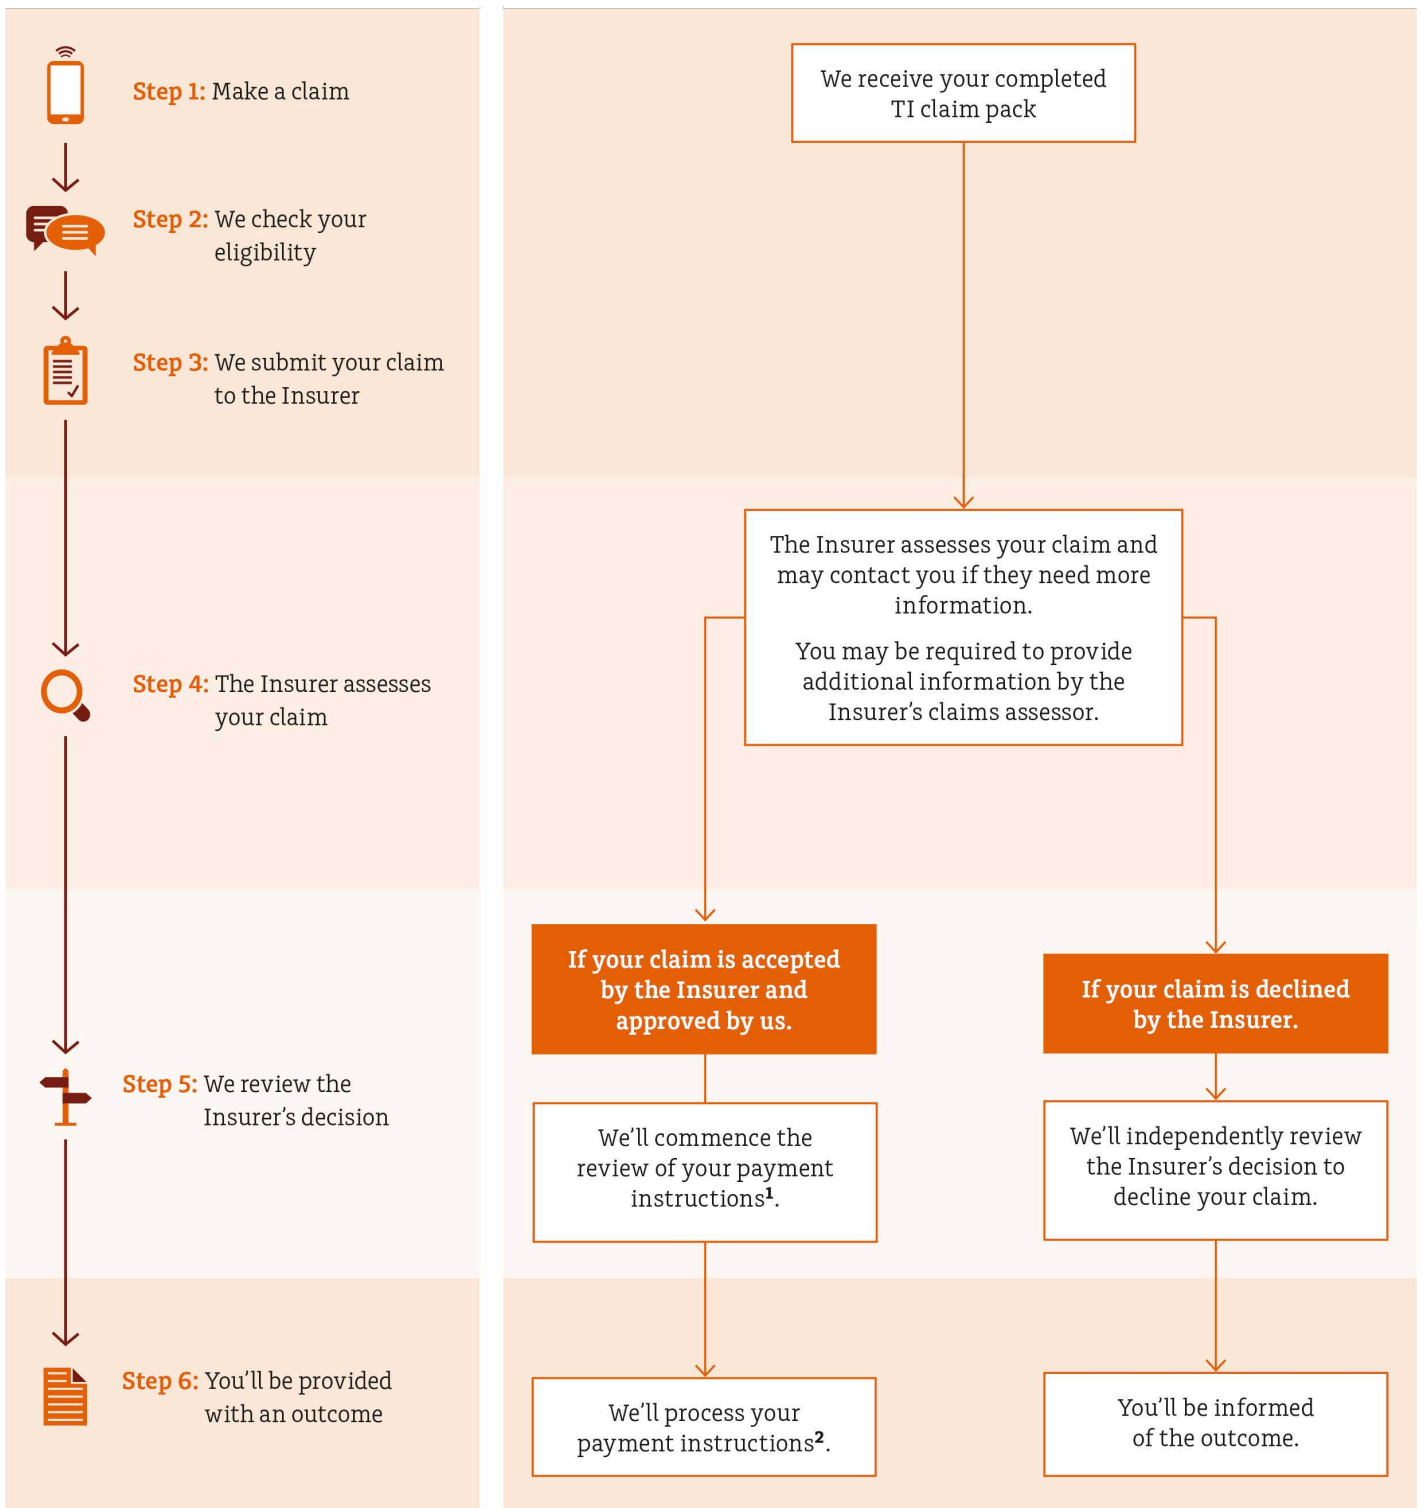 Step 1: Make a claim
Step 2: We check your
eligibility
Step 3: We submit your claim
to the Insurer
Step 4: The Insurer assesses
your claim
Step 5: We review the
Insurer’s decision
Step 6: You’ll be provided
with an outcome
We receive your completed
TI claim pack
The Insurer assesses your claim and
may contact you if they need more
information.
You may be required to provide
additional information by the
Insurer’s claims assessor.
If your claim is accepted
by the Insurer and
approved by us.
We’ll commence the
review of your payment
instructions¹.
We’ll process your
payment instructions².
If your claim is declined
by the Insurer.
We’ll independently review
the Insurer’s decision to
decline your claim.
You’ll be informed
of the outcome.